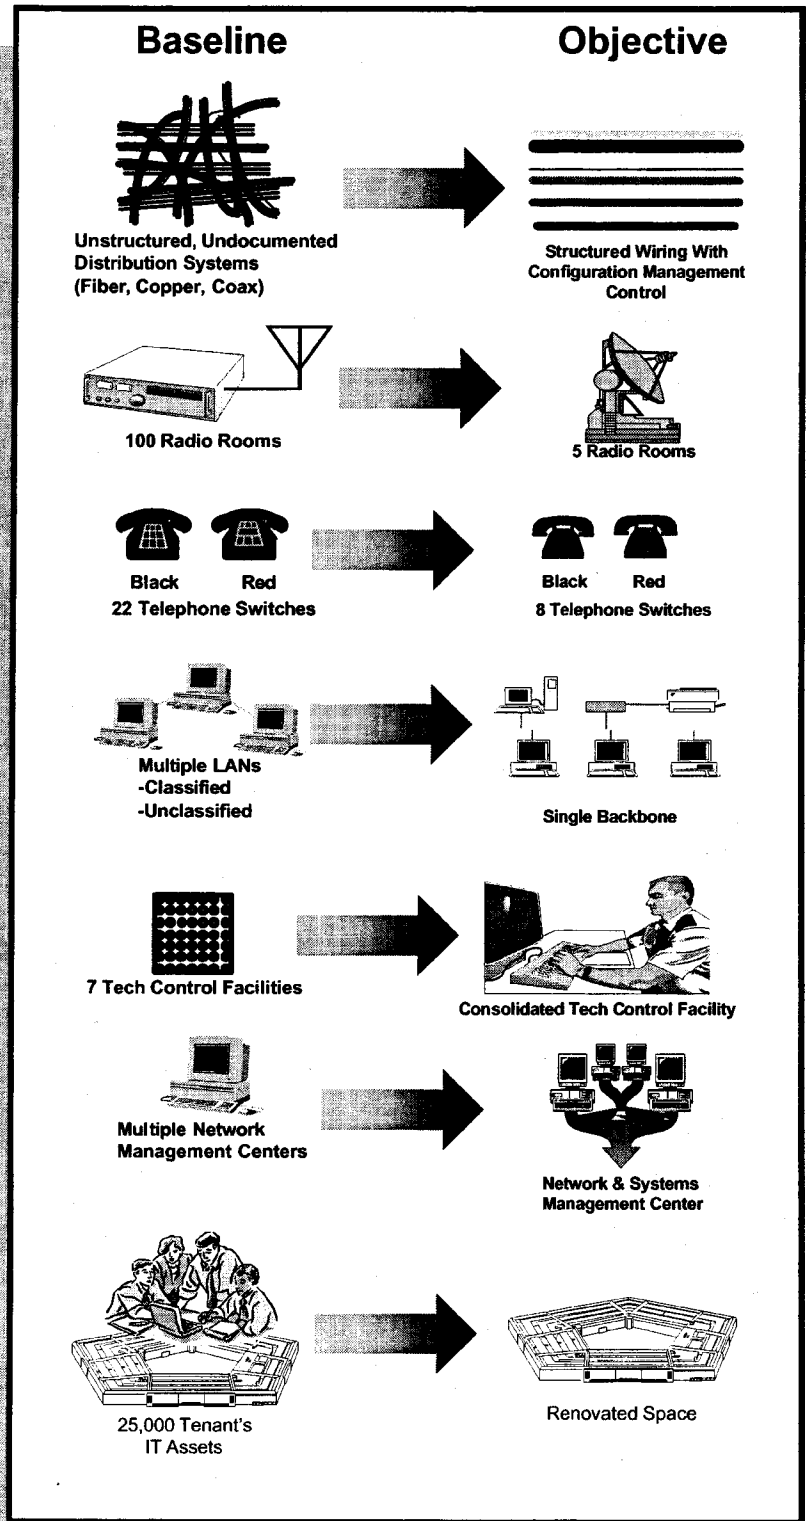 Baseline
Objective
Unstructured, Undocumented
Distribution Systems
(Fiber, Copper, Coax)
Structured Wiring With
Configuration Management
Control
100 Radio Rooms
5 Radio Rooms
Black Red
22 Telephone Switches
Black Red
8 Telephone Switches
Multiple LANs
-Classified
-Unclassified
Single Backbone
7 Tech Control Facilities
Consolidated Tech Control Facility
Multiple Network
Management Centers
Network & Systems
Management Center
25,000 Tenant's
IT Assets
Renovated Space